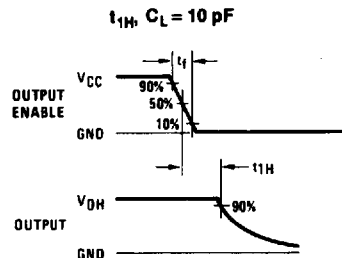 t1H, CL = 10 pF
tf
VCC
90%
OUTPUT
ENABLE
50%
10%
GND
t1H
VOH
90%
OUTPUT
GND